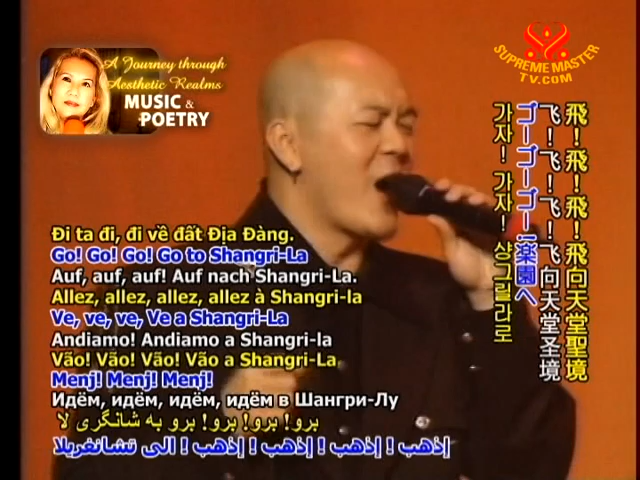 A Journey through
Aesthetic Realms
MUSIC &
POETRY
SUPREME MASTER
TV.COM
飛！飛！飛！飛向天堂聖境
飞！飞！飞！飞向天堂圣境
ゴーゴーゴー!楽園へ
가자! 가자! 샹그릴라로
Đi ta đi, đi về đất Địa Đàng.
Go! Go! Go! Go to Shangri-La
Auf, auf, auf! Auf nach Shangri-La.
Allez, allez, allez, allez à Shangri-la
Ve, ve, ve, Ve a Shangri-La
Andiamo! Andiamo a Shangri-la
Vão! Vão! Vão! Vão a Shangri-La
Menj! Menj! Menj!
Идём, идём, идём, идём в Шангри-Лу
برو! برو! برو! برو به شانگری لا
إذهب ! إذهب ! إذهب ! إذهب ! الى تشانغريلا